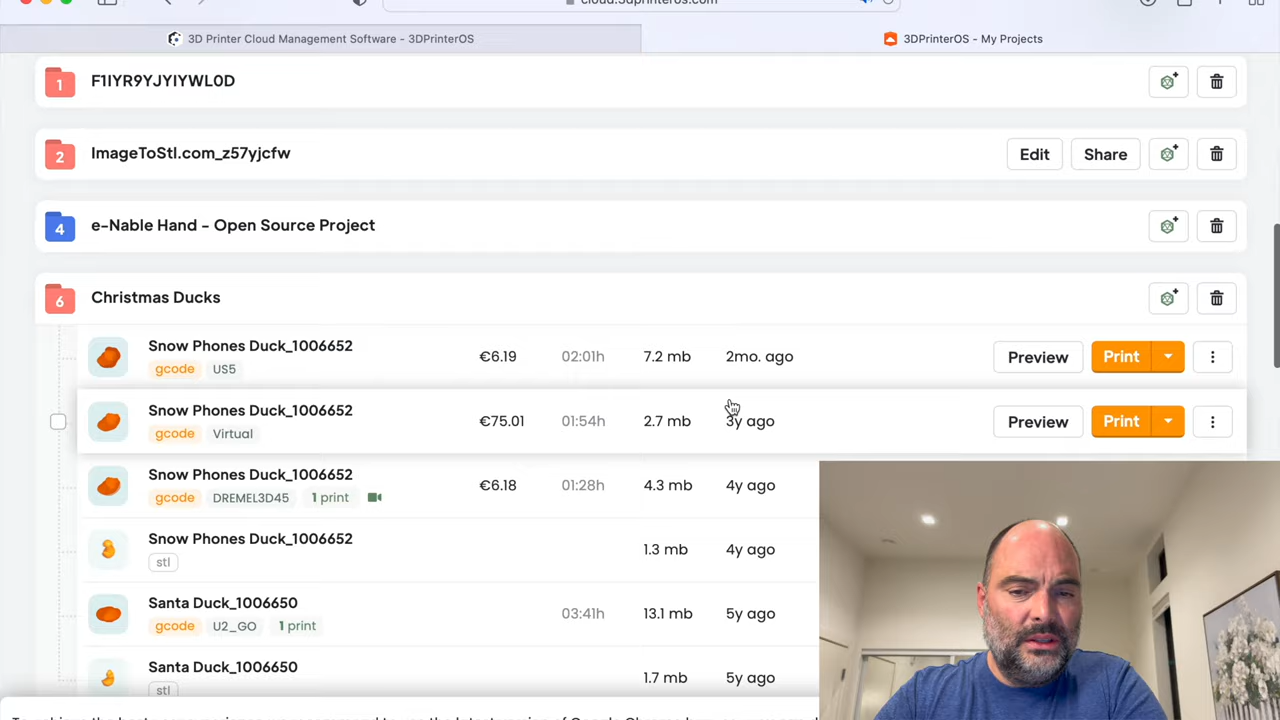 cloud.3dprinteros.com
3D Printer Cloud Management Software - 3DPrinterOS
3DPrinterOS - My Projects
1 F1IYR9YJYIYWL0D
2 ImageToStl.com_z57yjcfw Edit Share
4 e-Nable Hand - Open Source Project
6 Christmas Ducks
Snow Phones Duck_1006652
gcode US5 €6.19 02:01h 7.2 mb 2mo. ago Preview Print
Snow Phones Duck_1006652
gcode Virtual €75.01 01:54h 2.7 mb 3y ago Preview Print
Snow Phones Duck_1006652
gcode DREMEL3D45 1 print €6.18 01:28h 4.3 mb 4y ago
Snow Phones Duck_1006652
stl 1.3 mb 4y ago
Santa Duck_1006650
gcode U2_GO 1 print 03:41h 13.1 mb 5y ago
Santa Duck_1006650
stl 1.7 mb 5y ago